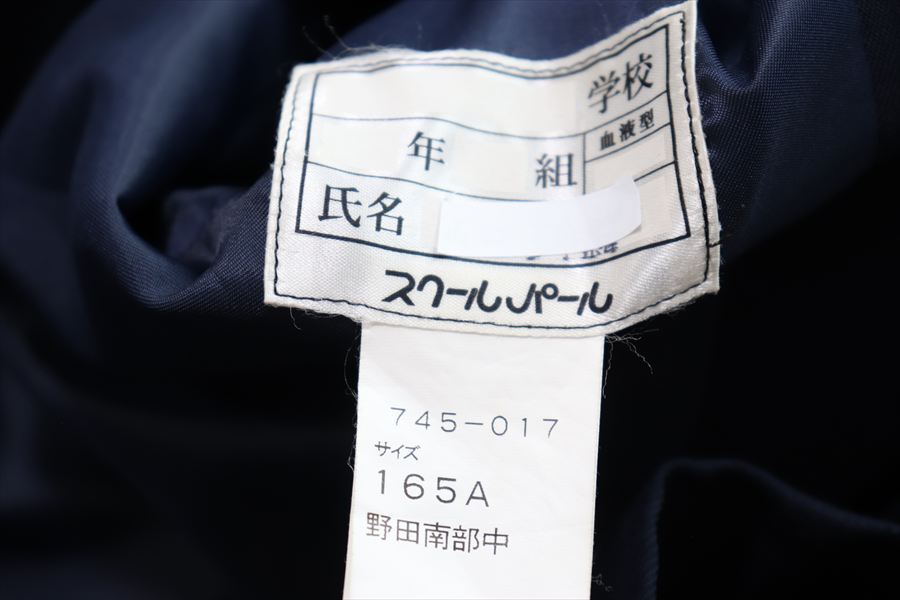 学校
血液型
年 組
氏名
スクールパール
745-017
サイズ
165A
野田南部中